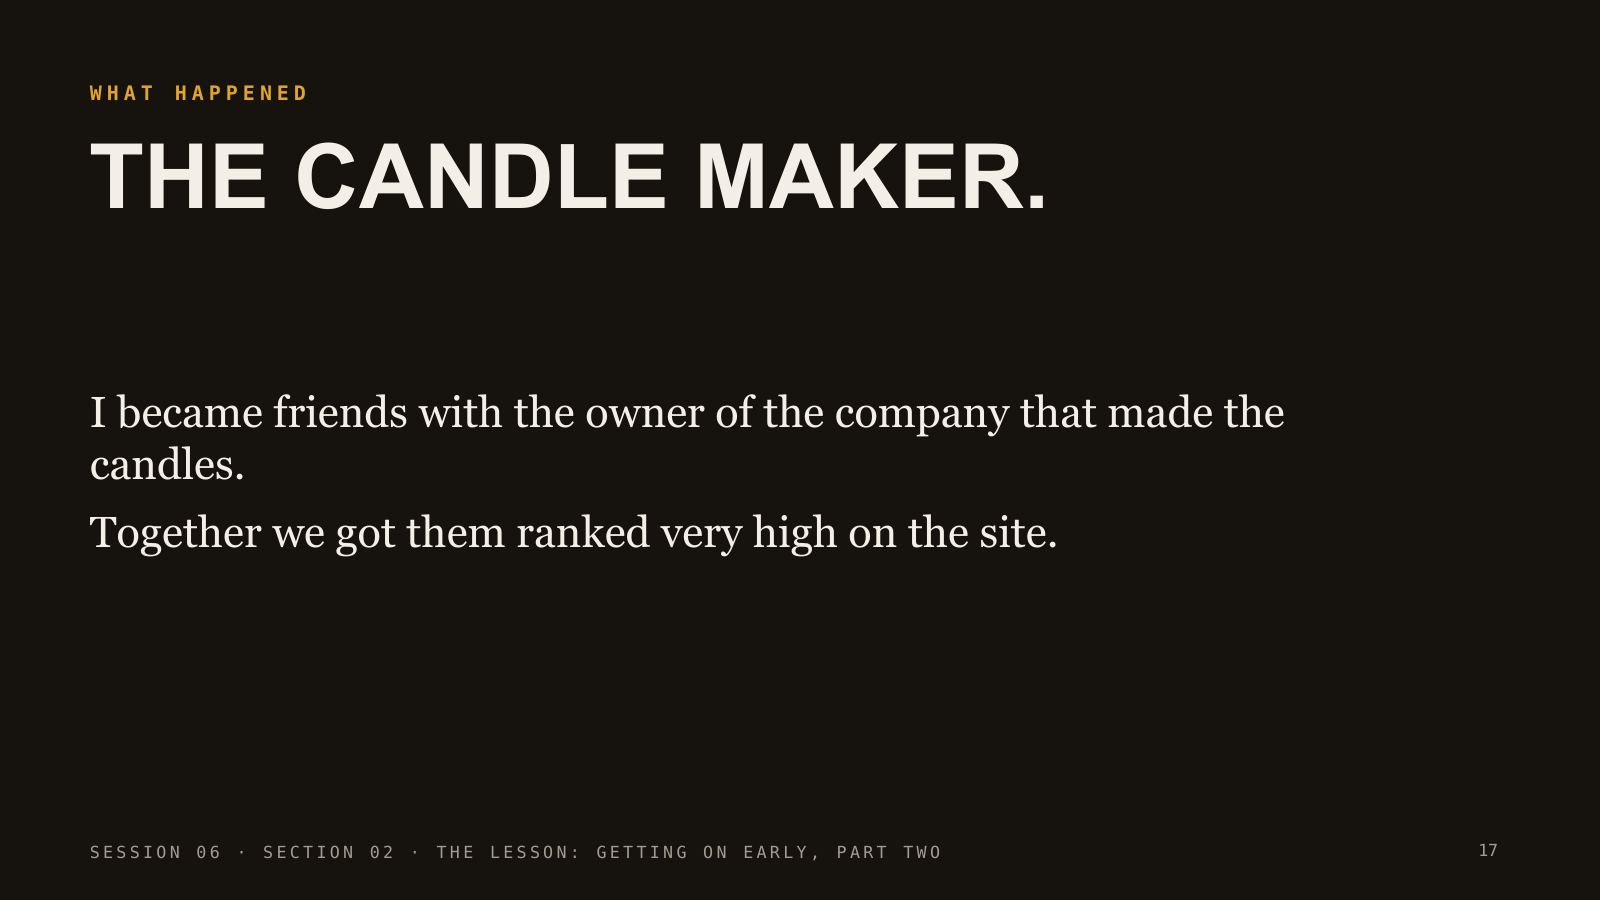 WHAT HAPPENED
THE CANDLE MAKER.
I became friends with the owner of the company that made the
candles.
Together we got them ranked very high on the site.
SESSION 06 · SECTION 02 · THE LESSON: GETTING ON EARLY, PART TWO
17